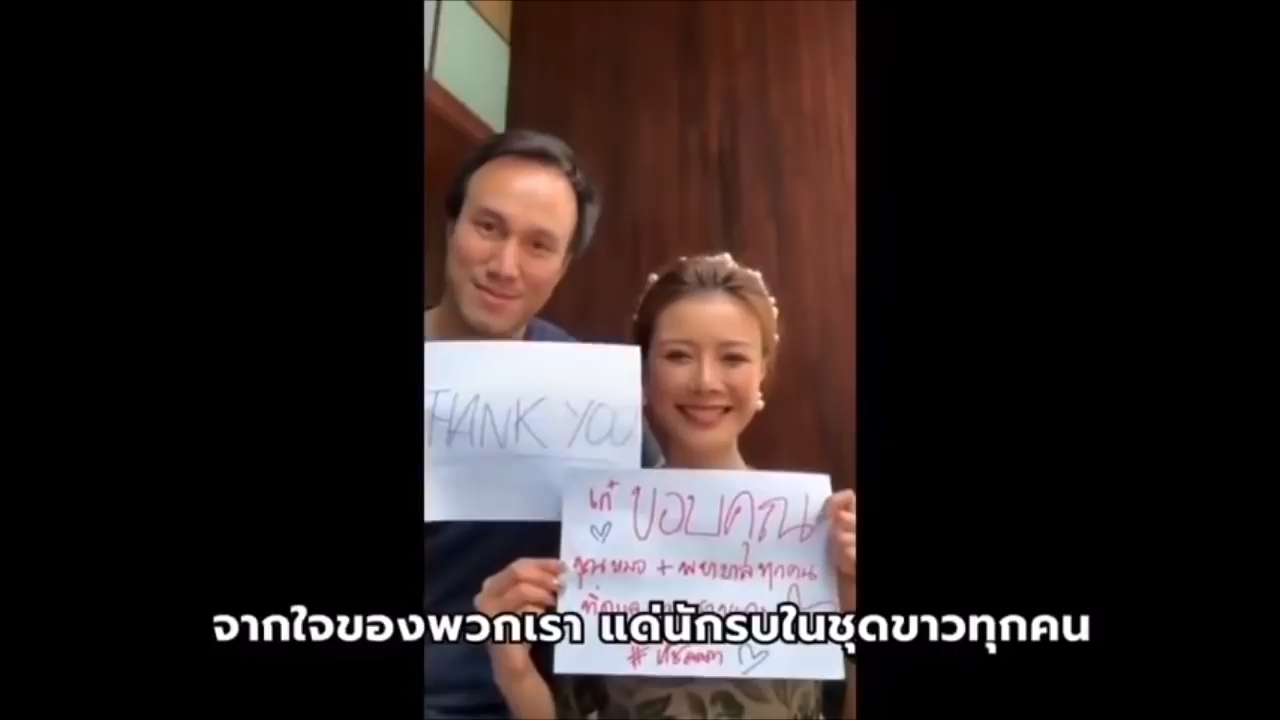 THANK YOU
เก๋ ขอบคุณ
คุณหมอ + พยาบาลทุกคน
จากใจของพวกเรา แด่นักรบในชุดขาวทุกคน
#